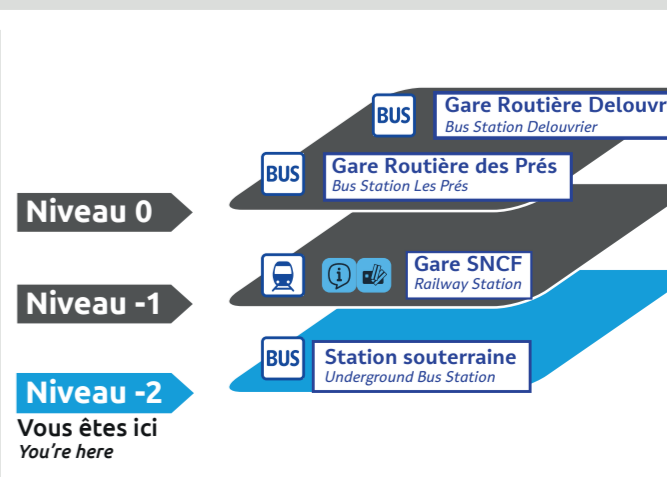 BUS
Gare Routière Delouvri
Bus Station Delouvrier
BUS
Gare Routière des Prés
Bus Station Les Prés
Niveau 0
Gare SNCF
Railway Station
Niveau -1
BUS
Station souterraine
Underground Bus Station
Niveau -2
Vous êtes ici
You're here